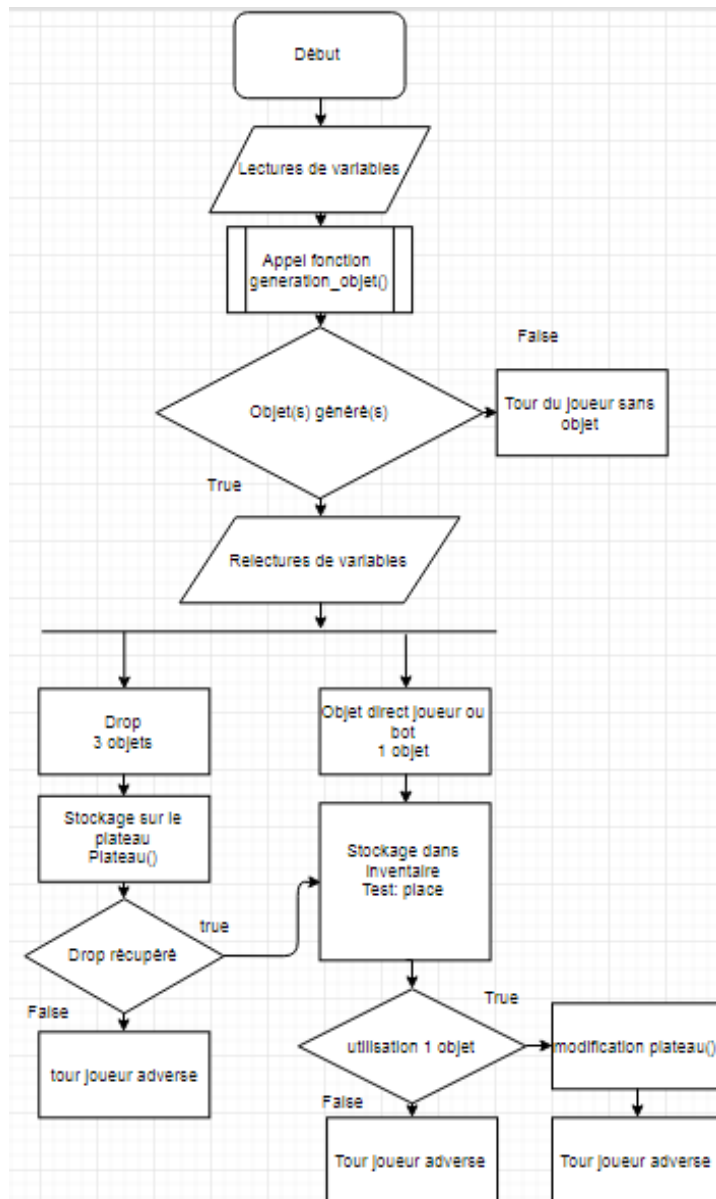 Début
Lectures de variables
Appel fonction
generation_objet()
False
Objet(s) généré(s)
Tour du joueur sans
objet
True
Relectures de variables
Drop
3 objets
Objet direct joueur ou
bot
1 objet
Stockage sur le
plateau
Plateau()
Stockage dans
inventaire
Test: place
true
Drop récupéré
False
True
tour joueur adverse
utilisation 1 objet
modification plateau()
False
Tour joueur adverse
Tour joueur adverse